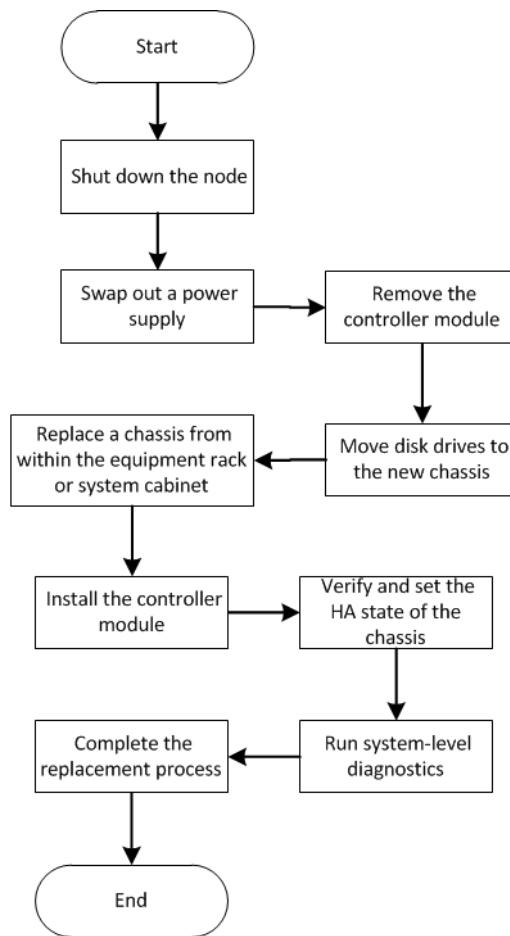 Start
Shut down the node
Swap out a power
supply
Remove the
controller module
Move disk drives to
the new chassis
Replace a chassis from
within the equipment rack
or system cabinet
Install the controller
module
Verify and set the
HA state of the
chassis
Run system-level
diagnostics
Complete the
replacement process
End